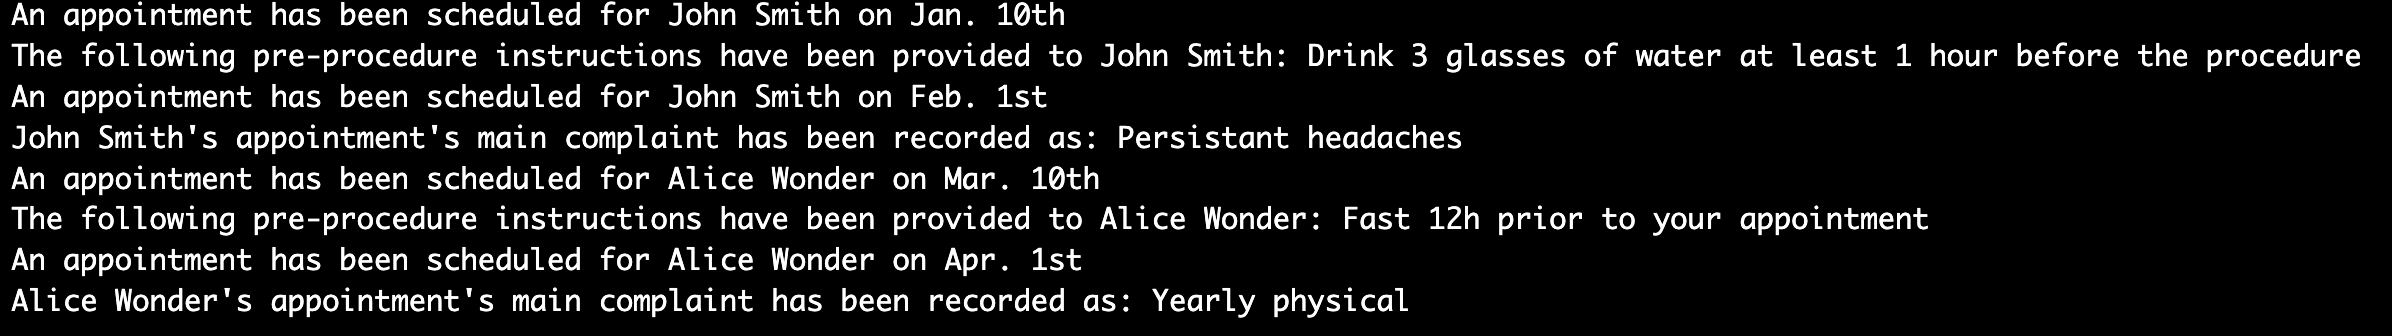 An appointment has been scheduled for John Smith on Jan. 10th
The following pre-procedure instructions have been provided to John Smith: Drink 3 glasses of water at least 1 hour before the procedure
An appointment has been scheduled for John Smith on Feb. 1st
John Smith's appointment's main complaint has been recorded as: Persistant headaches
An appointment has been scheduled for Alice Wonder on Mar. 10th
The following pre-procedure instructions have been provided to Alice Wonder: Fast 12h prior to your appointment
An appointment has been scheduled for Alice Wonder on Apr. 1st
Alice Wonder's appointment's main complaint has been recorded as: Yearly physical